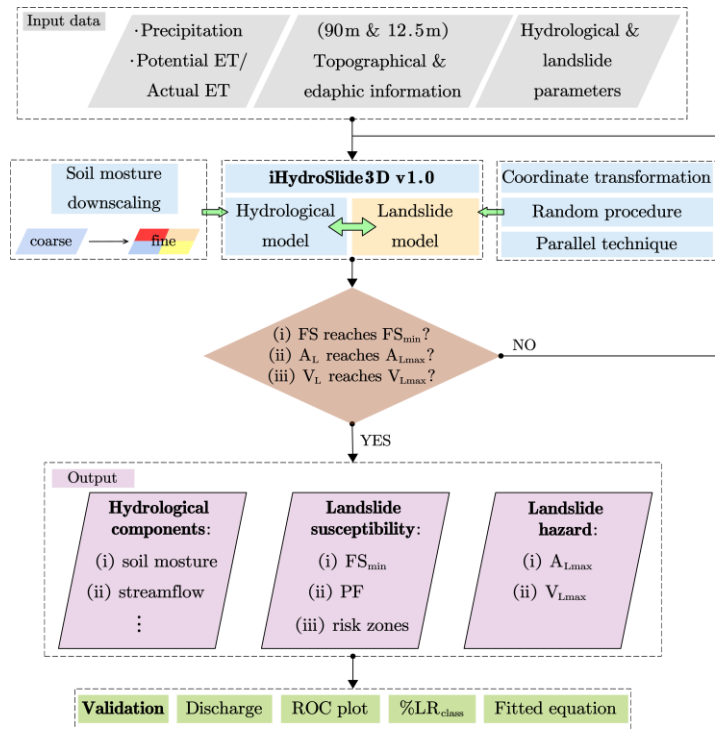 Input data
·Precipitation
·Potential ET/
Actual ET
(90m & 12.5m)
Topographical &
edaphic information
Hydrological &
landslide
parameters
Soil mosture
downscaling
coarse
fine
iHydroSlide3D v1.0
Hydrological
model
Landslide
model
Coordinate transformation
Random procedure
Parallel technique
(i) FS reaches FSmin?
(ii) AL reaches ALmax?
(iii) VL reaches VLmax?
NO
YES
Output
Hydrological
components:
(i) soil mosture
(ii) streamflow
⋮
Landslide
susceptibility:
(i) FSmin
(ii) PF
(iii) risk zones
Landslide
hazard:
(i) ALmax
(ii) VLmax
Validation
Discharge
ROC plot
%LRclass
Fitted equation